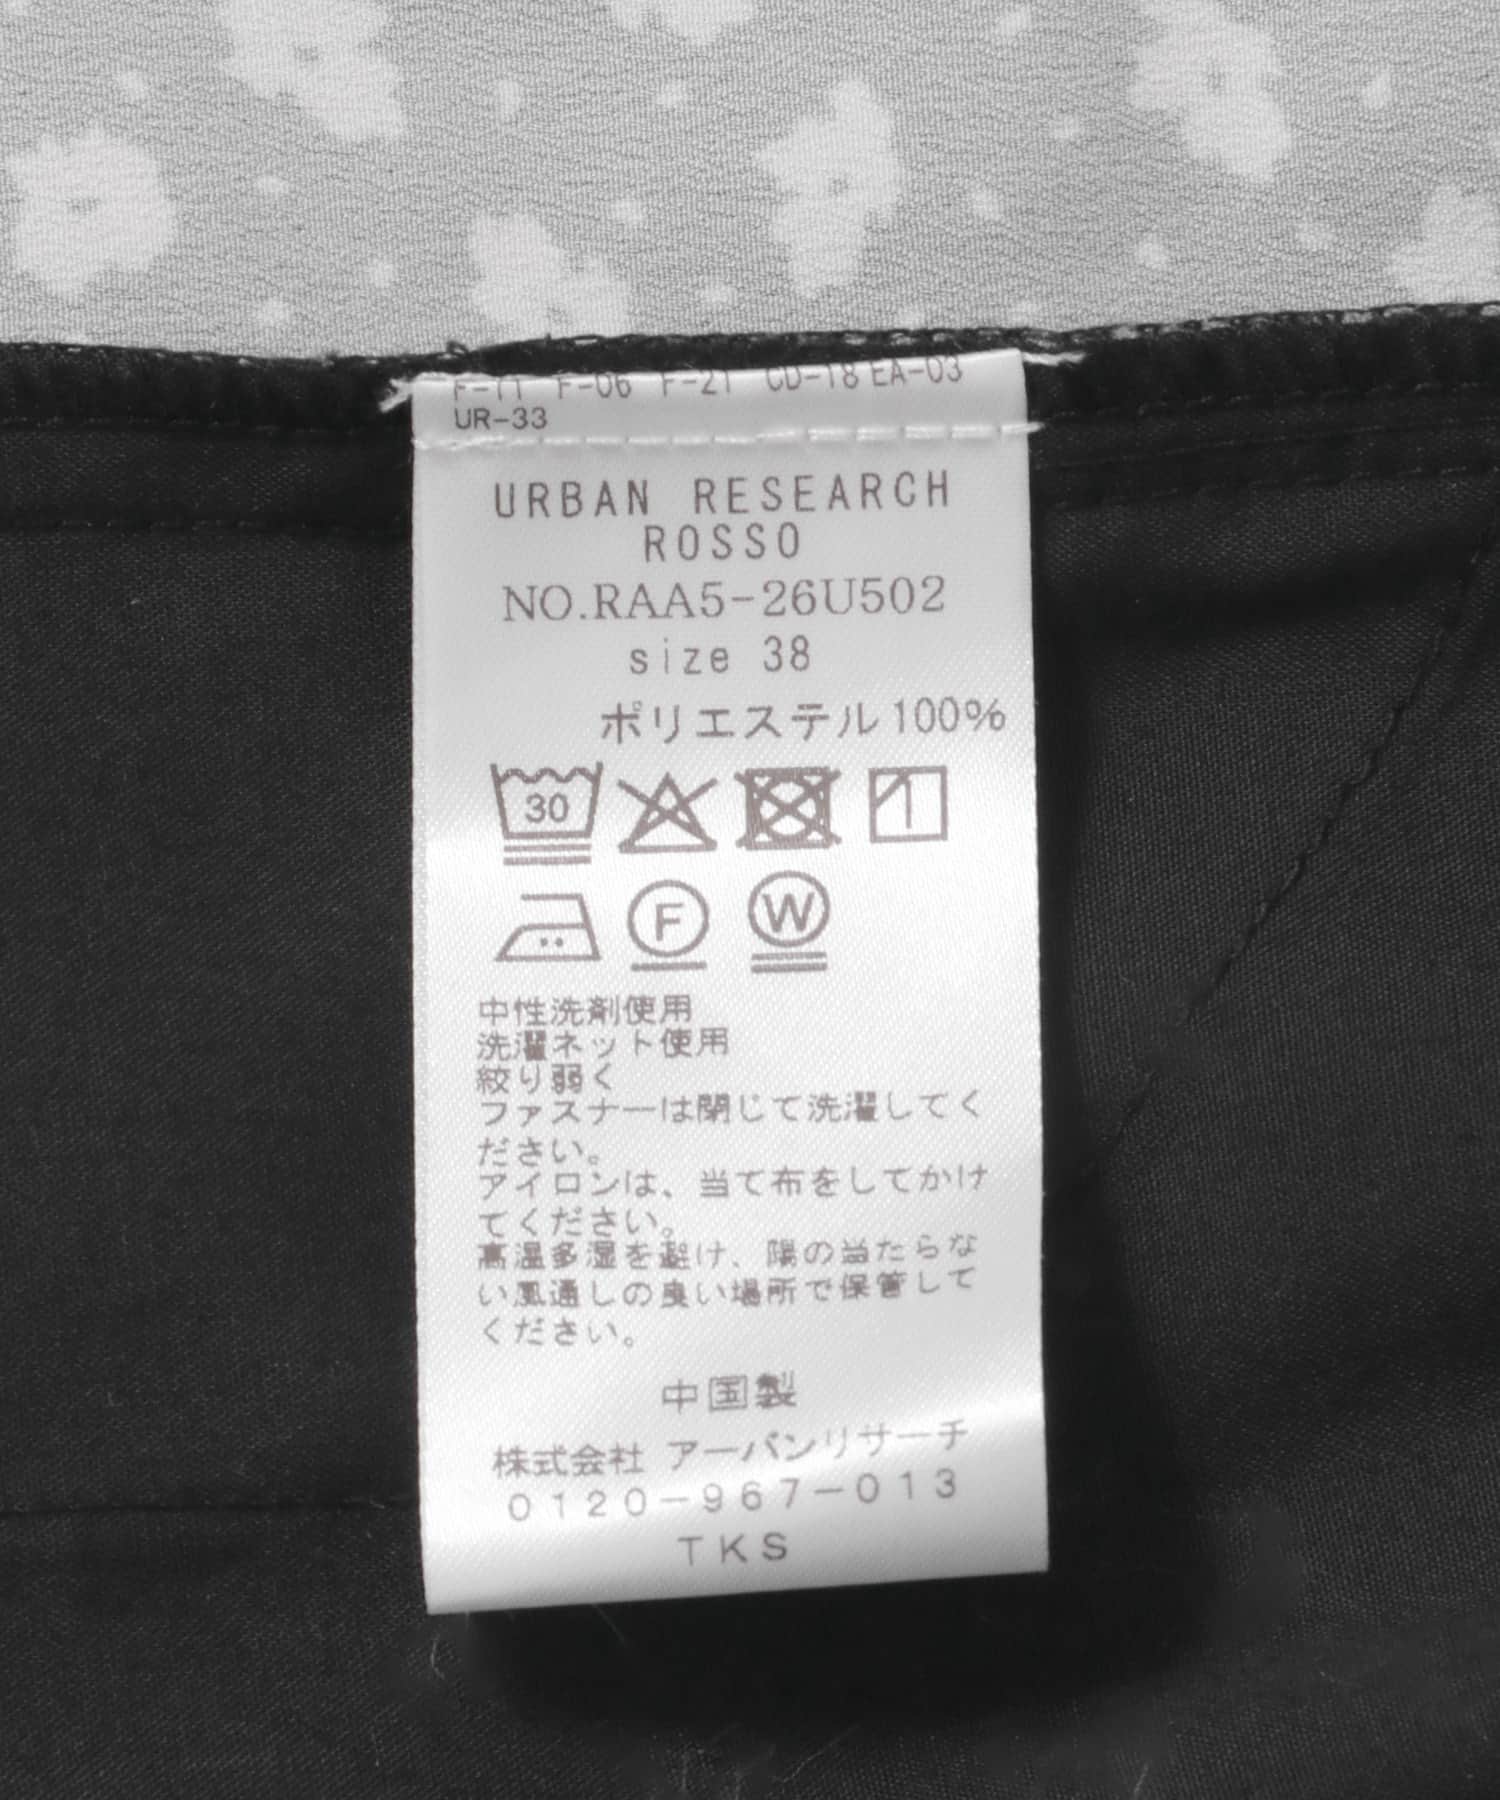 F-11 F-06 F-21 CD-18 EA-03
UR-33
URBAN RESEARCH
ROSSO
NO.RAA5-26U502
size 38
ポリエステル100%
30
F
W
中性洗剤使用
洗濯ネット使用
絞り弱く
ファスナーは閉じて洗濯してく
ださい。
アイロンは、当て布をしてかけ
てください。
高温多湿を避け、陽の当たらな
い風通しの良い場所で保管して
ください。
中国製
株式会社 アーバンリサーチ
0120-967-013
TKS